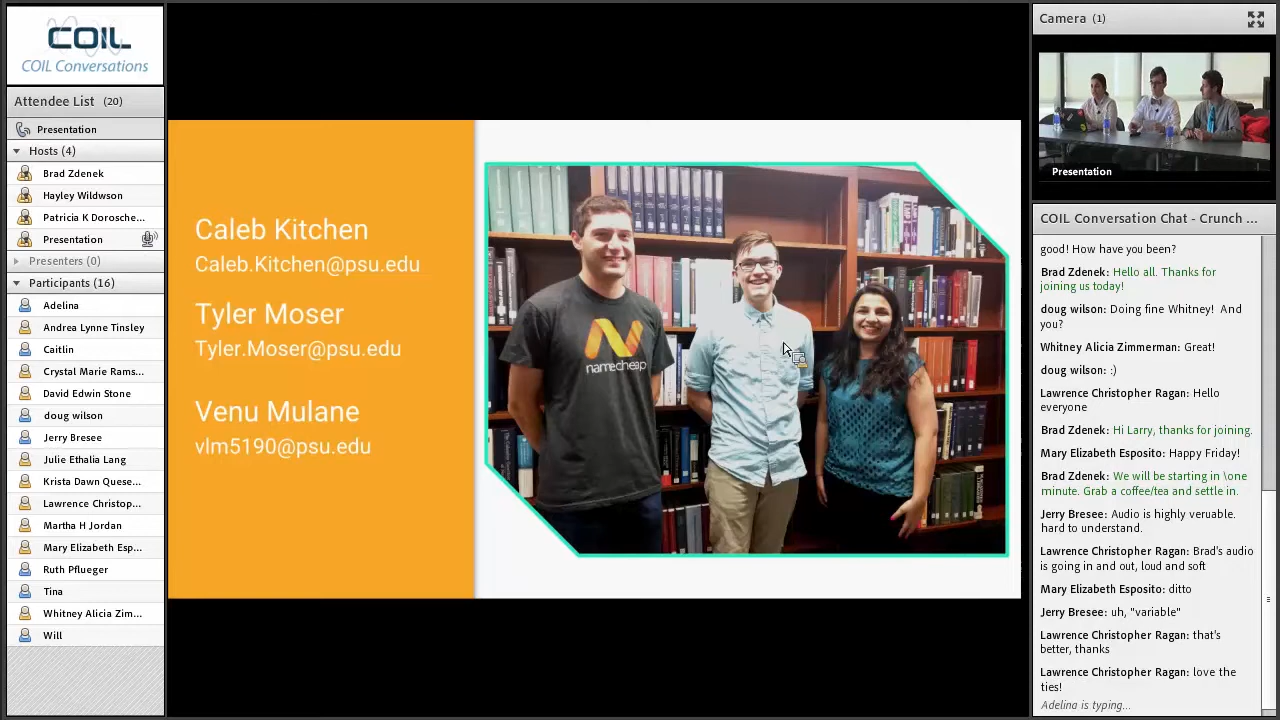 COIL
COIL Conversations
Attendee List (20)
Presentation
Hosts (4)
Brad Zdenek
Hayley Wildwson
Patricia K Dorosche...
Presentation
Presenters (0)
Participants (16)
Adelina
Andrea Lynne Tinsley
Caitlin
Crystal Marie Rams...
David Edwin Stone
doug wilson
Jerry Bresee
Julie Ethalia Lang
Krista Dawn Quese...
Lawrence Christop...
Martha H Jordan
Mary Elizabeth Esp...
Ruth Pflueger
Tina
Whitney Alicia Zim...
Will
Caleb Kitchen
Caleb.Kitchen@psu.edu
Tyler Moser
Tyler.Moser@psu.edu
Venu Mulane
vlm5190@psu.edu
N
namecheap
Camera (1)
Presentation
COIL Conversation Chat - Crunch ...
good! How have you been?
Brad Zdenek: Hello all. Thanks for
joining us today!
doug wilson: Doing fine Whitney! And
you?
Whitney Alicia Zimmerman: Great!
doug wilson: :)
Lawrence Christopher Ragan: Hello
everyone
Brad Zdenek: Hi Larry, thanks for joining.
Mary Elizabeth Esposito: Happy Friday!
Brad Zdenek: We will be starting in \one
minute. Grab a coffee/tea and settle in.
Jerry Bresee: Audio is highly veruable.
hard to understand.
Lawrence Christopher Ragan: Brad's audio
is going in and out, loud and soft
Mary Elizabeth Esposito: ditto
Jerry Bresee: uh, "variable"
Lawrence Christopher Ragan: that's
better, thanks
Lawrence Christopher Ragan: love the
ties!
Adelina is typing...